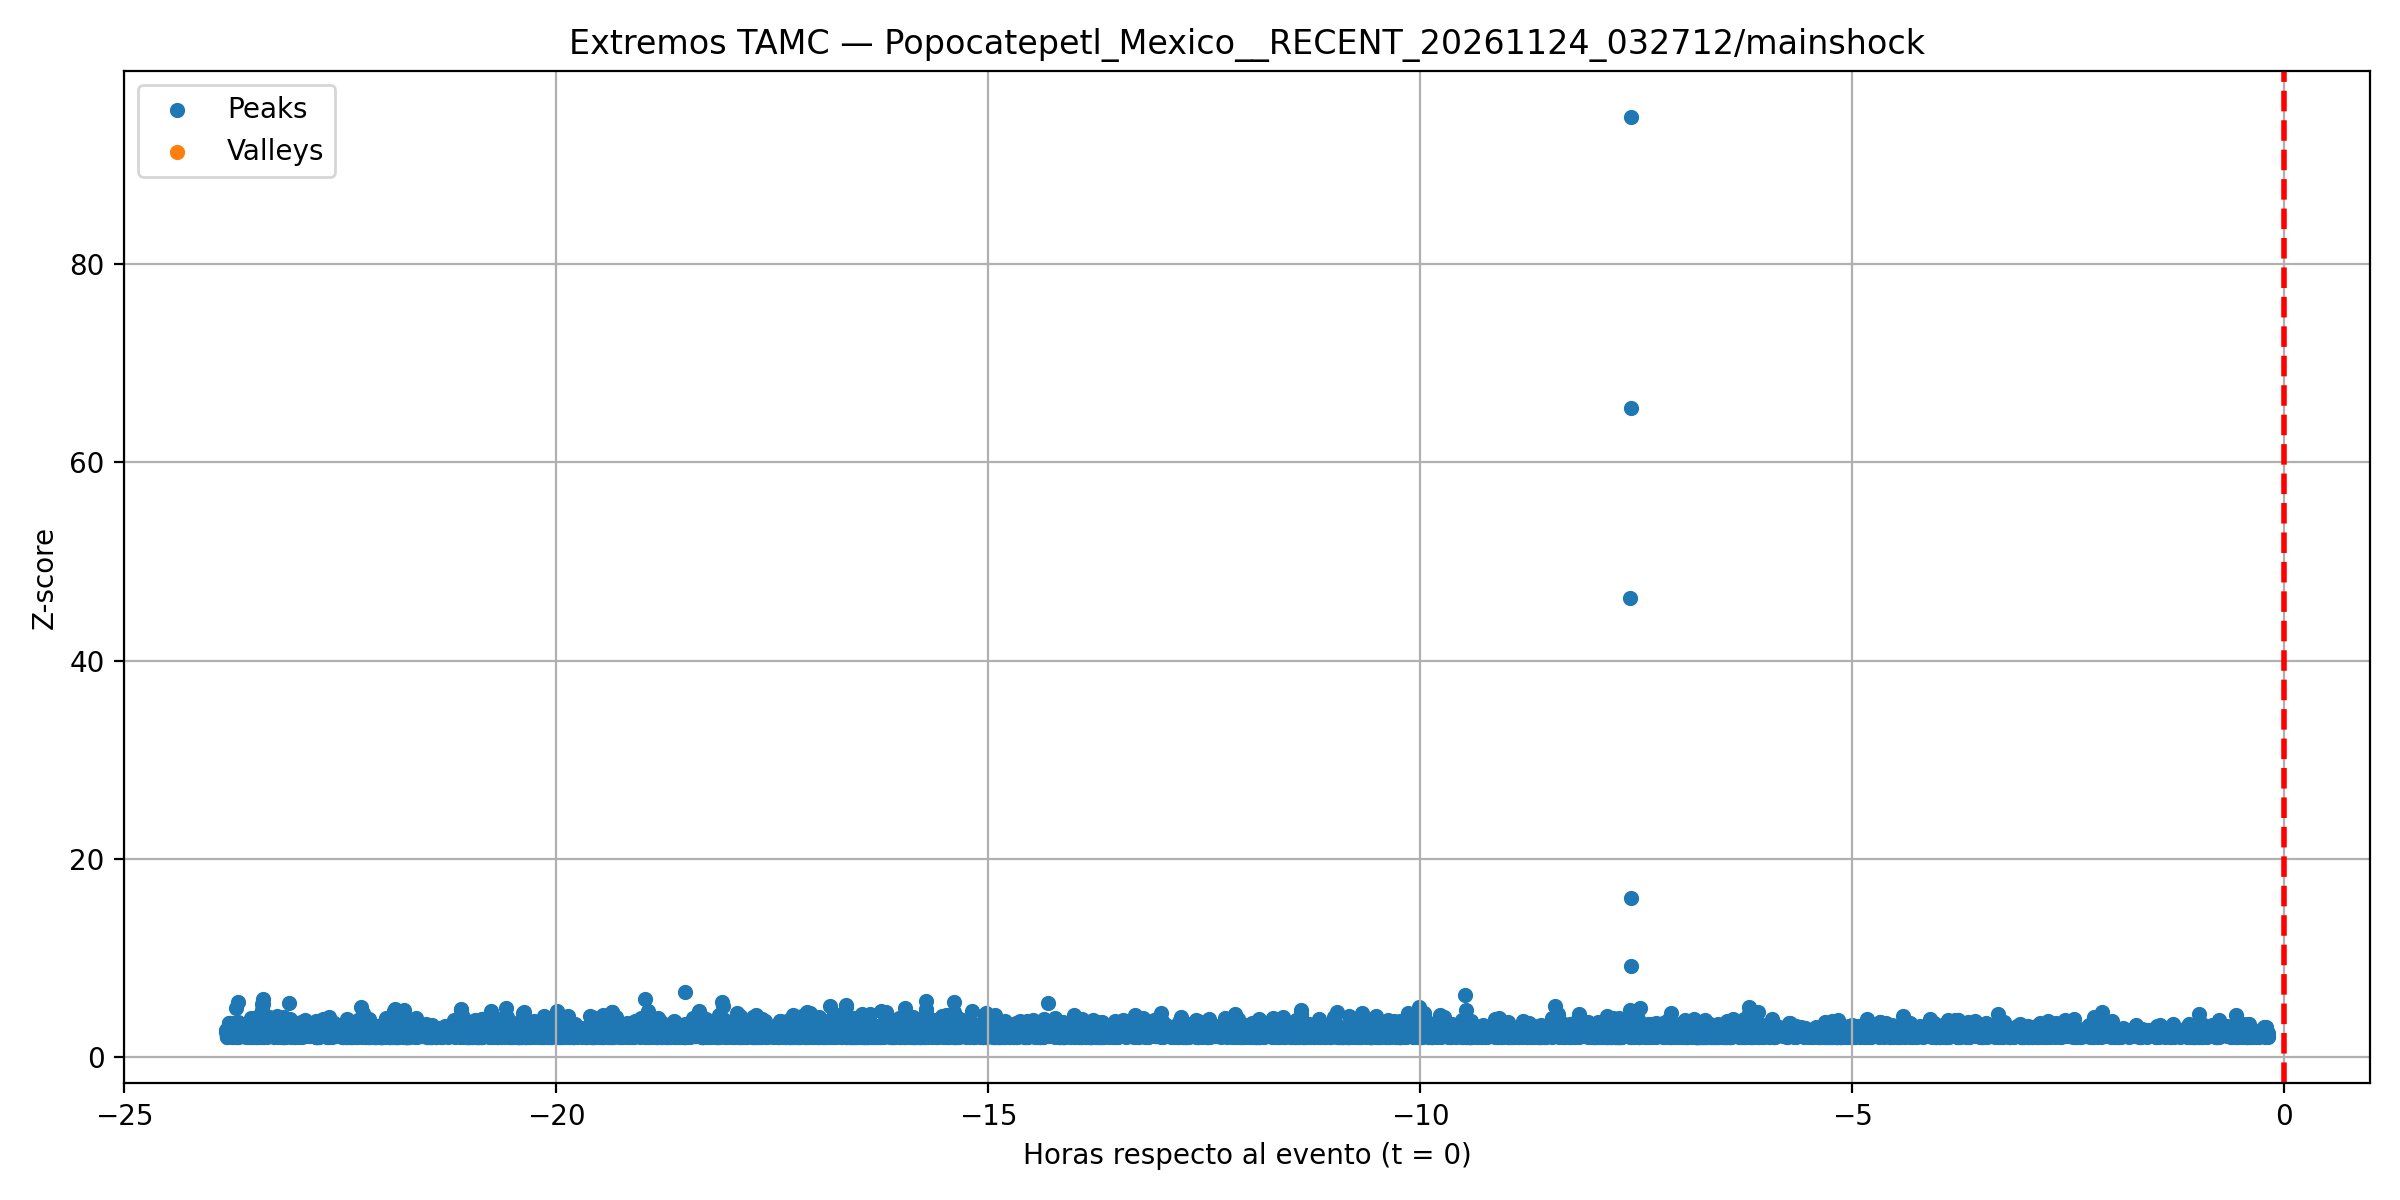 Extremos TAMC — Popocatepetl_Mexico__RECENT_20261124_032712/mainshock
Peaks
Valleys
80
60
40
20
0
Z-score
−25
−20
−15
−10
−5
0
Horas respecto al evento (t = 0)